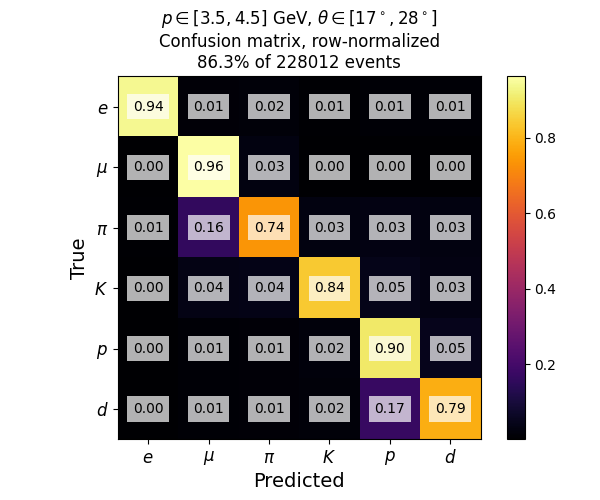 p ∈ [3.5, 4.5] GeV, θ ∈ [17°, 28°]
Confusion matrix, row-normalized
86.3% of 228012 events
e 0.94 0.01 0.02 0.01 0.01 0.01
μ 0.00 0.96 0.03 0.00 0.00 0.00
π 0.01 0.16 0.74 0.03 0.03 0.03
K 0.00 0.04 0.04 0.84 0.05 0.03
p 0.00 0.01 0.01 0.02 0.90 0.05
d 0.00 0.01 0.01 0.02 0.17 0.79
e μ π K p d
True
Predicted
0.8
0.6
0.4
0.2